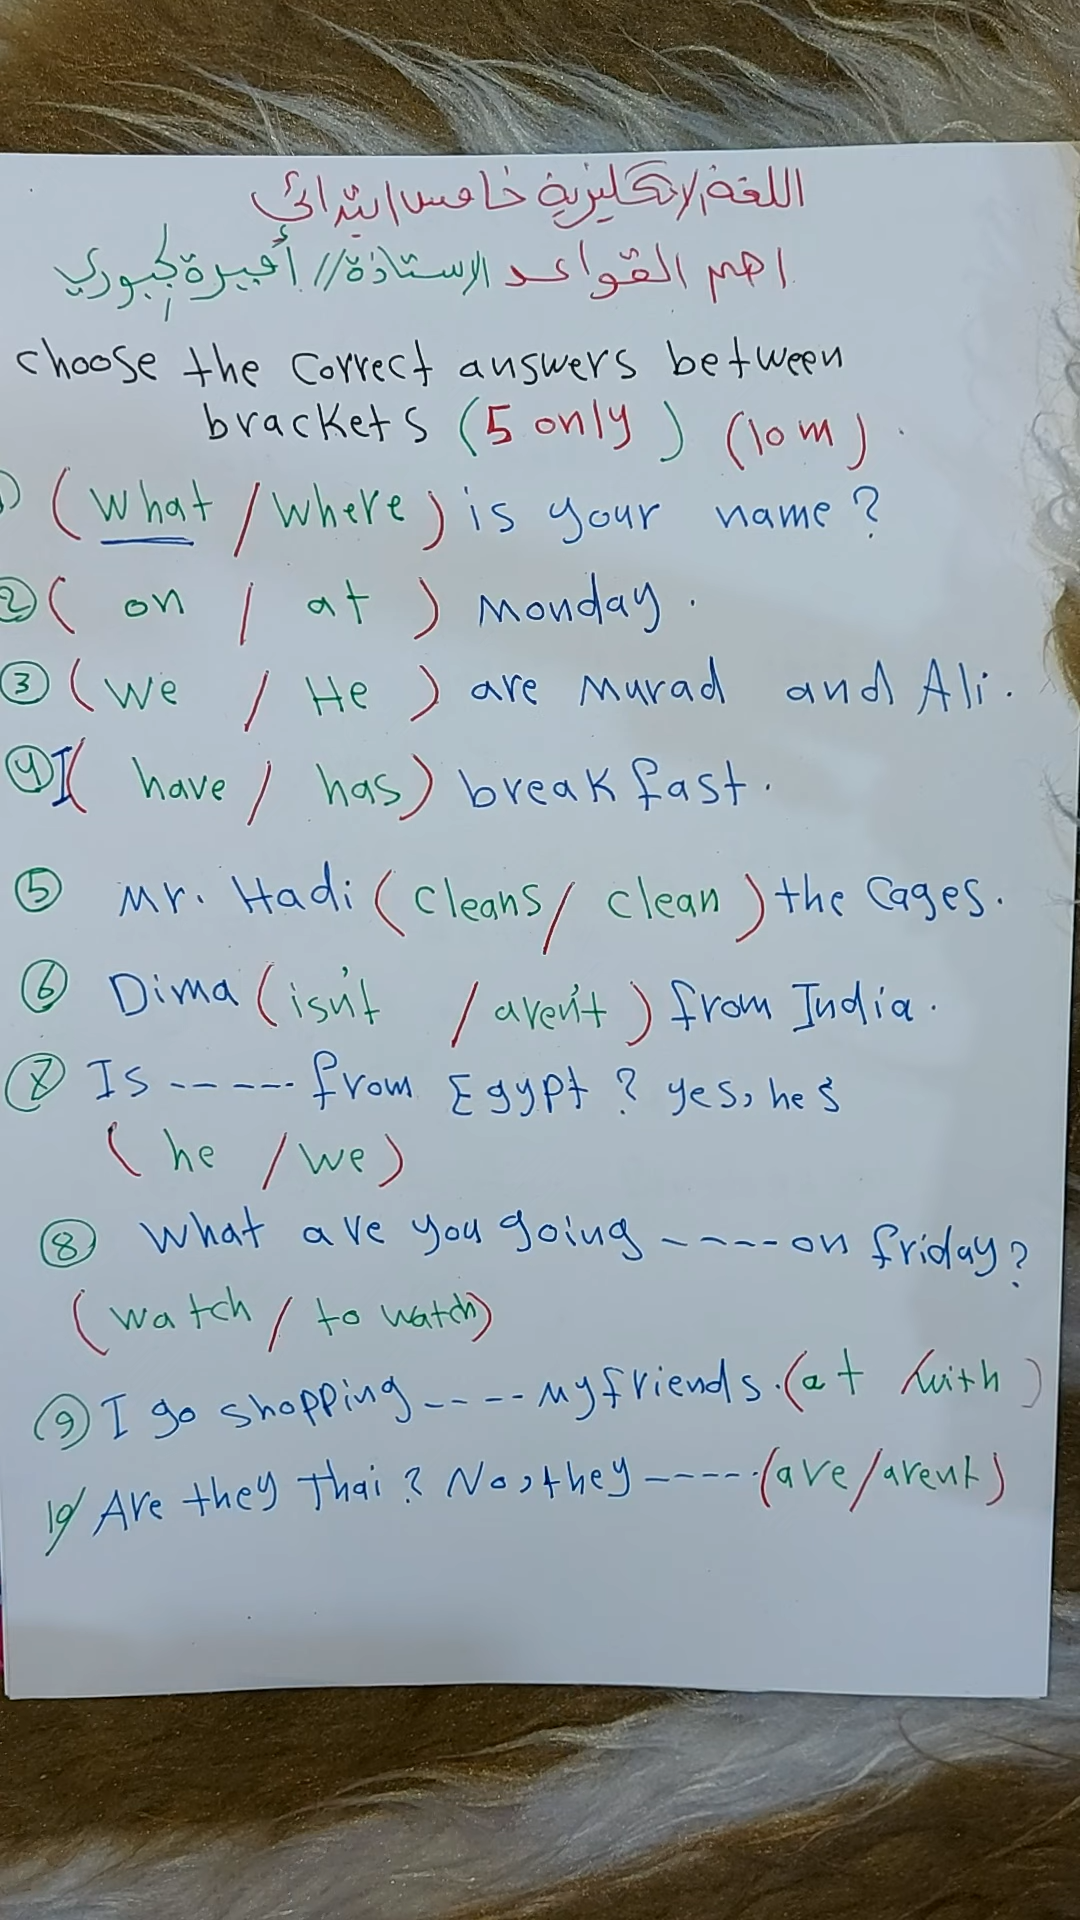 اللغة الإنكليزية خامس ابتدائي
اهم القواعد الاستاذة // أميرة جبوري
choose the correct answers between
brackets (5 only) (10 m).
1) (What / Where) is your name?
② ( on / at ) Monday.
③ (We / He ) are Murad and Ali.
④ I( have / has) breakfast.
⑤ Mr. Hadi (Cleans / clean ) the Cages.
⑥ Dima (isn't / aren't ) from India.
⑦ Is ----- from Egypt ? yes, he is
( he / we )
⑧ What are you going ----- on friday?
(watch / to watch)
⑨ I go shopping ---- my friends.(at /with )
10/ Are they Thai ? No, they -----.(are/arent)